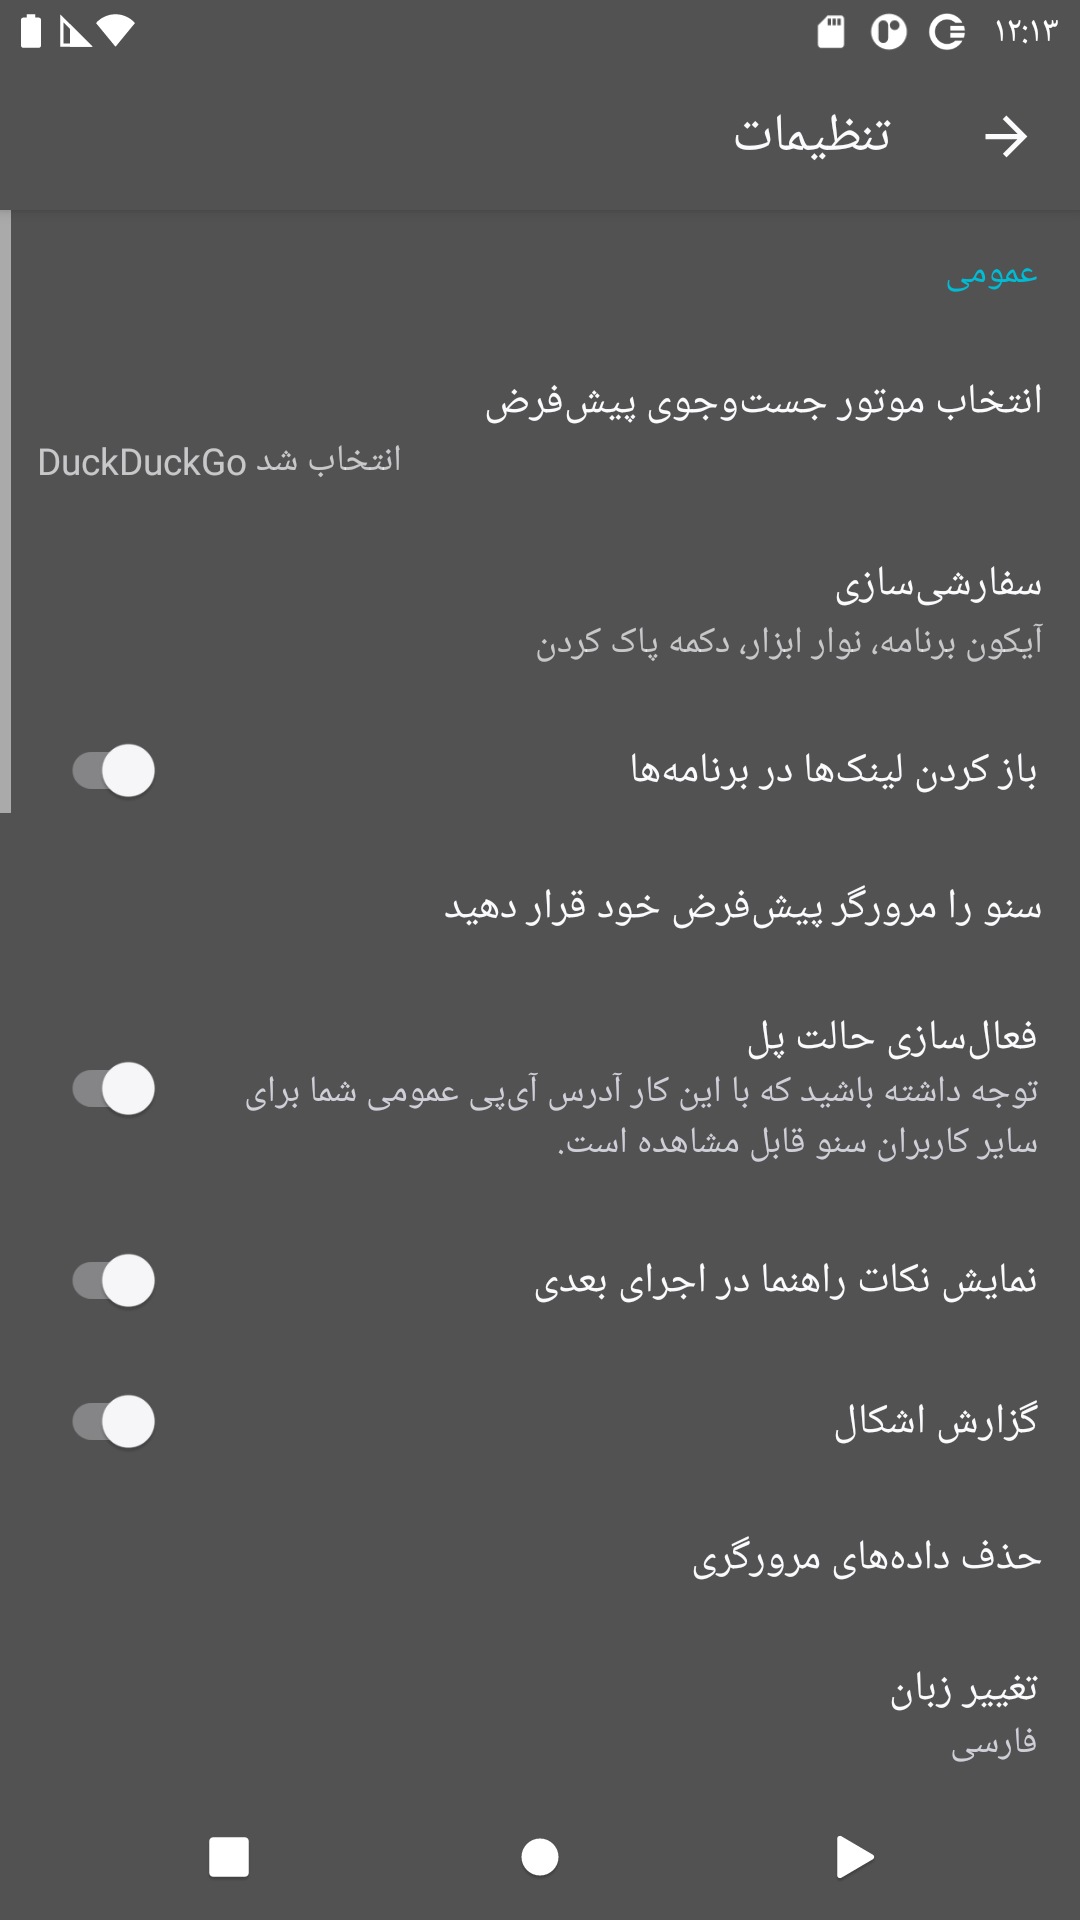 ۱۲:۱۳
تنظیمات
عمومی
انتخاب موتور جست‌وجوی پیش‌فرض
DuckDuckGo انتخاب شد
سفارشی‌سازی
آیکون برنامه، نوار ابزار، دکمه پاک کردن
باز کردن لینک‌ها در برنامه‌ها
سنو را مرورگر پیش‌فرض خود قرار دهید
فعال‌سازی حالت پل
توجه داشته باشید که با این کار آدرس آی‌پی عمومی شما برای
سایر کاربران سنو قابل مشاهده است.
نمایش نکات راهنما در اجرای بعدی
گزارش اشکال
حذف داده‌های مرورگری
تغییر زبان
فارسی